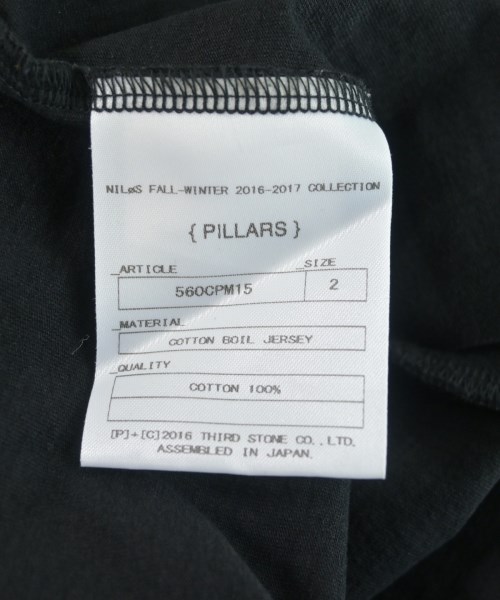 NILøS FALL-WINTER 2016-2017 COLLECTION
{ PILLARS }
_ARTICLE _SIZE
560CPM15 2
_MATERIAL
COTTON BOIL JERSEY
_QUALITY
COTTON 100%
[P]+[C]2016 THIRD STONE CO.,LTD.
ASSEMBLED IN JAPAN.